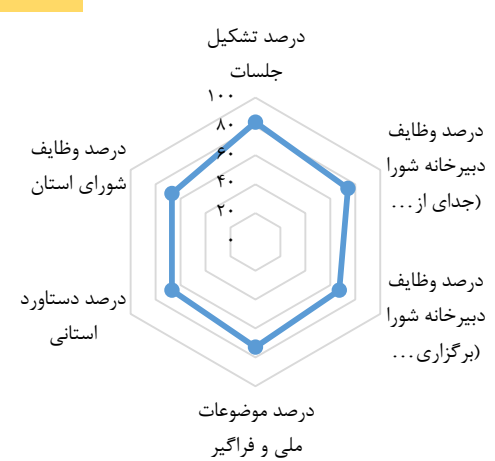 درصد تشکیل
جلسات
۱۰۰
۸۰
۶۰
۴۰
۲۰
۰
درصد وظایف
دبیرخانه شورا
(جدای از...
درصد وظایف
دبیرخانه شورا
(برگزاری...
درصد موضوعات
ملی و فراگیر
درصد دستاورد
استانی
درصد وظایف
شورای استان